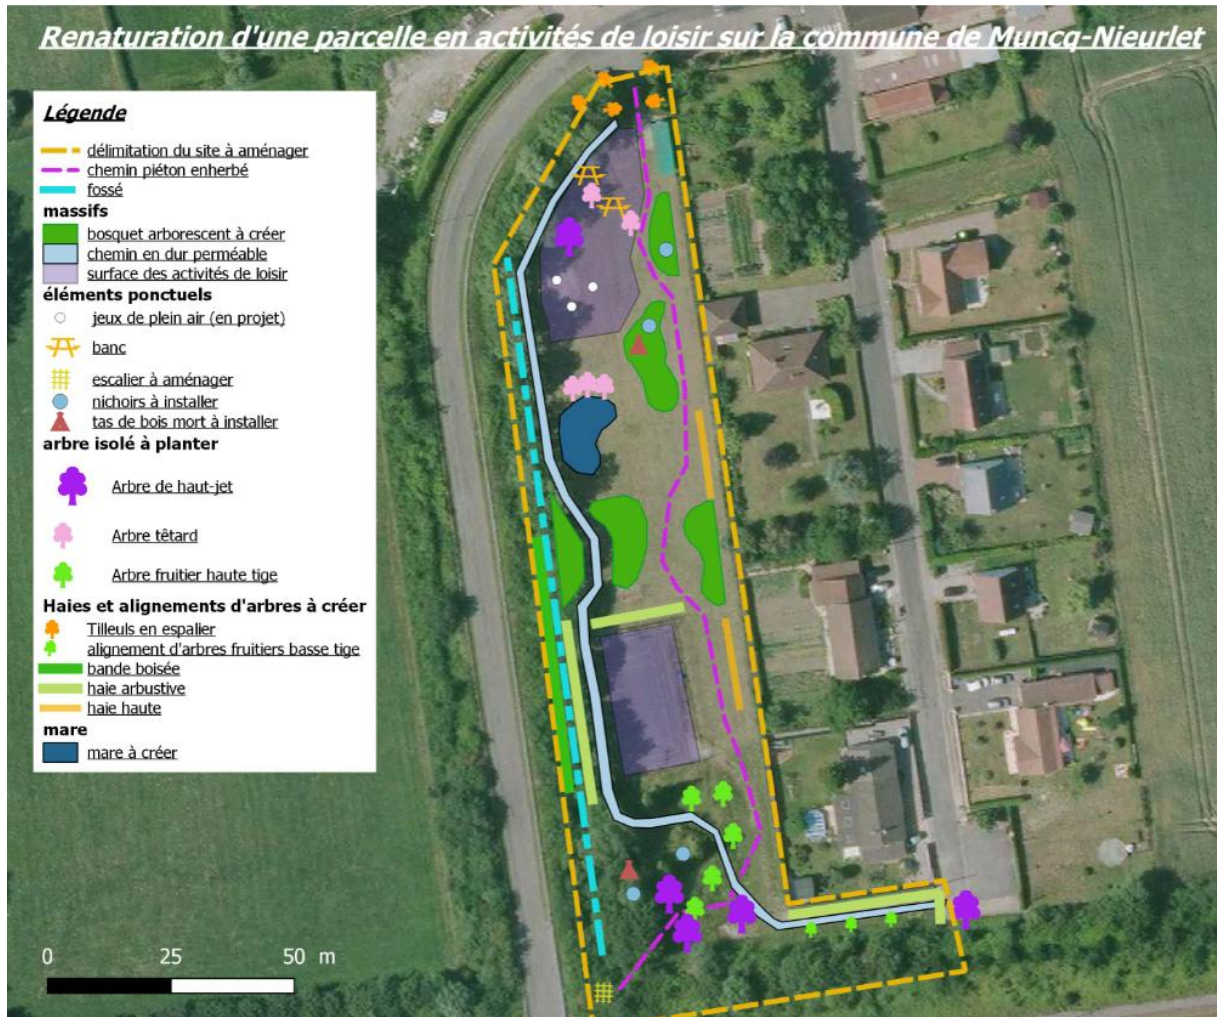 Renaturation d'une parcelle en activités de loisir sur la commune de Muncq-Nieurlet
Légende
délimitation du site à aménager
chemin piéton enherbé
fossé
massifs
bosquet arborescent à créer
chemin en dur perméable
surface des activités de loisir
éléments ponctuels
jeux de plein air (en projet)
banc
escalier à aménager
nichoirs à installer
tas de bois mort à installer
arbre isolé à planter
Arbre de haut-jet
Arbre têtard
Arbre fruitier haute tige
Haies et alignements d'arbres à créer
Tilleuls en espalier
alignement d'arbres fruitiers basse tige
bande boisée
haie arbustive
haie haute
mare
mare à créer
0 25 50 m